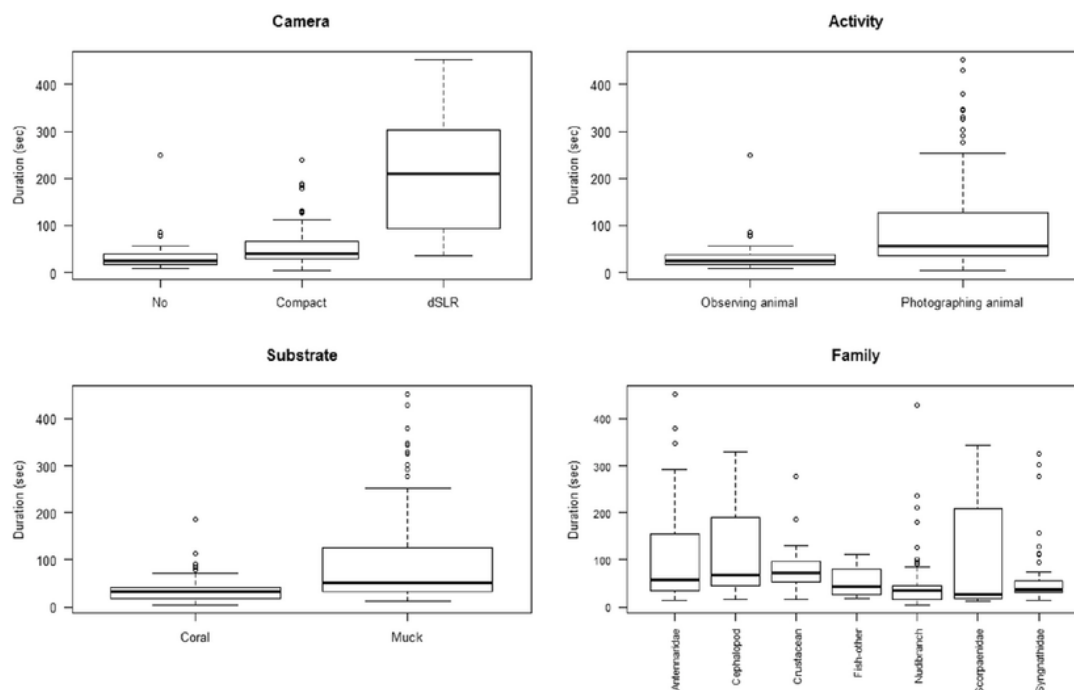 Camera
Duration (sec)
400
300
200
100
0
No Compact dSLR
Activity
Duration (sec)
400
300
200
100
0
Observing animal Photographing animal
Substrate
Duration (sec)
400
300
200
100
0
Coral Muck
Family
Duration (sec)
400
300
200
100
0
Antennaridae
Cephalopod
Crustacean
Fish-other
Nudibranch
Scorpaenidae
Syngnathidae